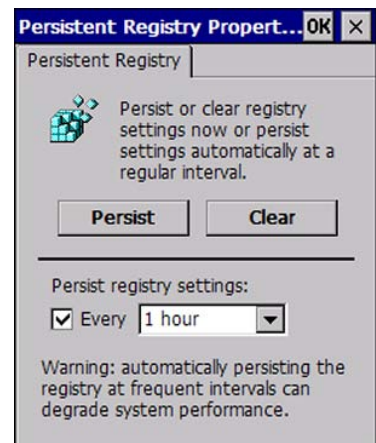 Persistent Registry Propert... OK ×
Persistent Registry
Persist or clear registry
settings now or persist
settings automatically at a
regular interval.
Persist Clear
Persist registry settings:
Every 1 hour
Warning: automatically persisting the
registry at frequent intervals can
degrade system performance.